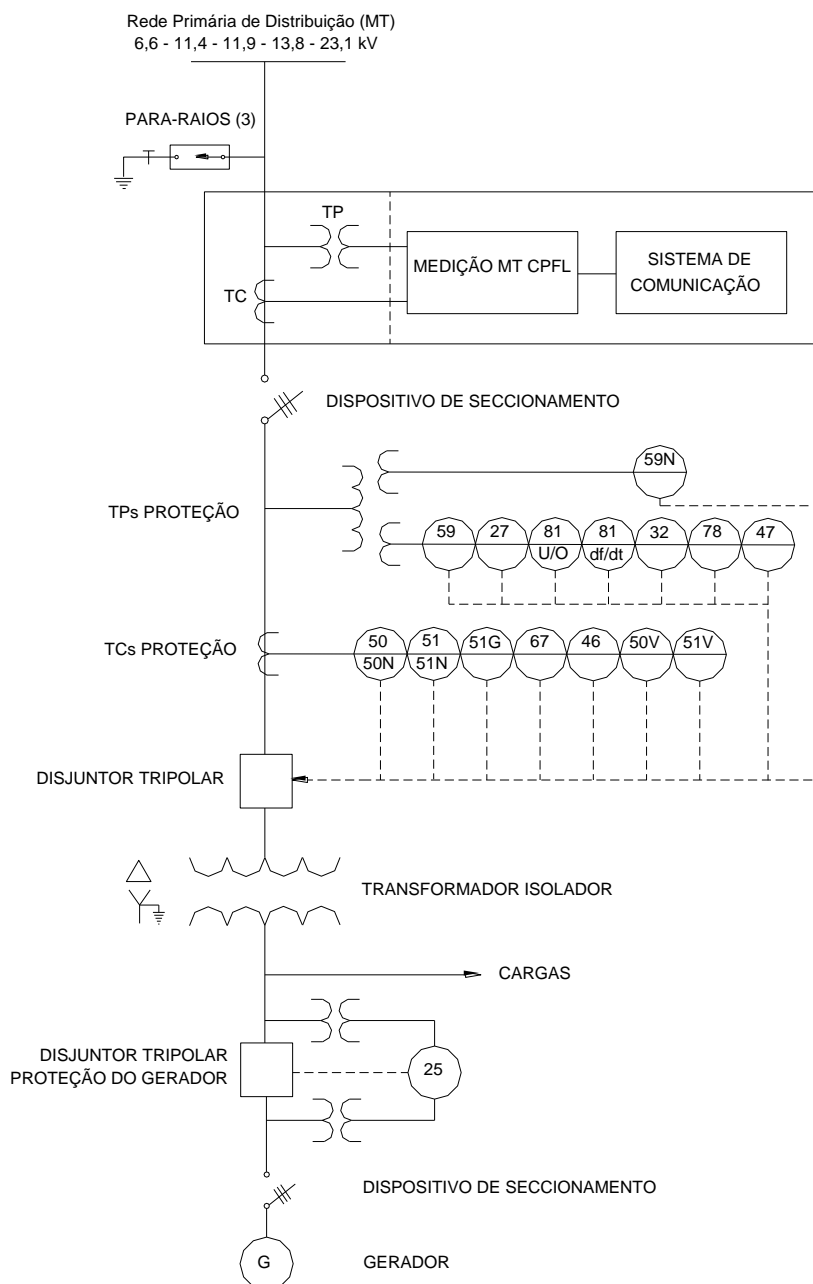 Rede Primária de Distribuição (MT)
6,6 - 11,4 - 11,9 - 13,8 - 23,1 kV
PARA-RAIOS (3)
TP
TC
MEDIÇÃO MT CPFL
SISTEMA DE
COMUNICAÇÃO
DISPOSITIVO DE SECCIONAMENTO
59N
TPs PROTEÇÃO
59
27
81
U/O
81
df/dt
32
78
47
TCs PROTEÇÃO
50
50N
51
51N
51G
67
46
50V
51V
DISJUNTOR TRIPOLAR
TRANSFORMADOR ISOLADOR
CARGAS
DISJUNTOR TRIPOLAR
PROTEÇÃO DO GERADOR
25
DISPOSITIVO DE SECCIONAMENTO
G
GERADOR